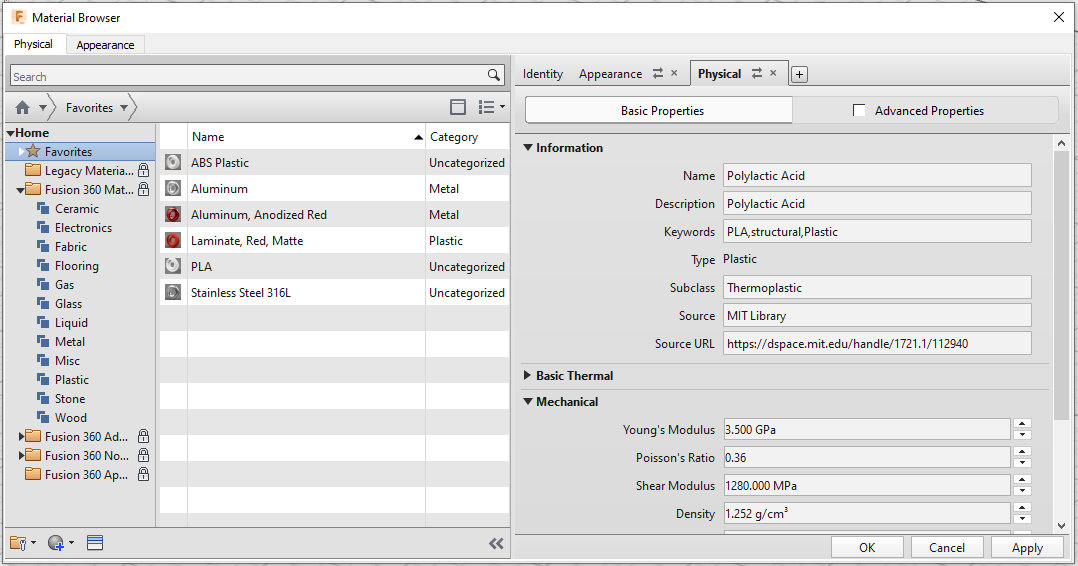 Material Browser
Physical Appearance
Search
Favorites
Home
Favorites
Legacy Materia...
Fusion 360 Mat...
Ceramic
Electronics
Fabric
Flooring
Gas
Glass
Liquid
Metal
Misc
Plastic
Stone
Wood
Fusion 360 Ad...
Fusion 360 No...
Fusion 360 Ap...
Name Category
ABS Plastic Uncategorized
Aluminum Metal
Aluminum, Anodized Red Metal
Laminate, Red, Matte Plastic
PLA Uncategorized
Stainless Steel 316L Uncategorized
Identity Appearance Physical
Basic Properties Advanced Properties
Information
Name Polylactic Acid
Description Polylactic Acid
Keywords PLA,structural,Plastic
Type Plastic
Subclass Thermoplastic
Source MIT Library
Source URL https://dspace.mit.edu/handle/1721.1/112940
Basic Thermal
Mechanical
Young's Modulus 3.500 GPa
Poisson's Ratio 0.36
Shear Modulus 1280.000 MPa
Density 1.252 g/cm³
OK Cancel Apply